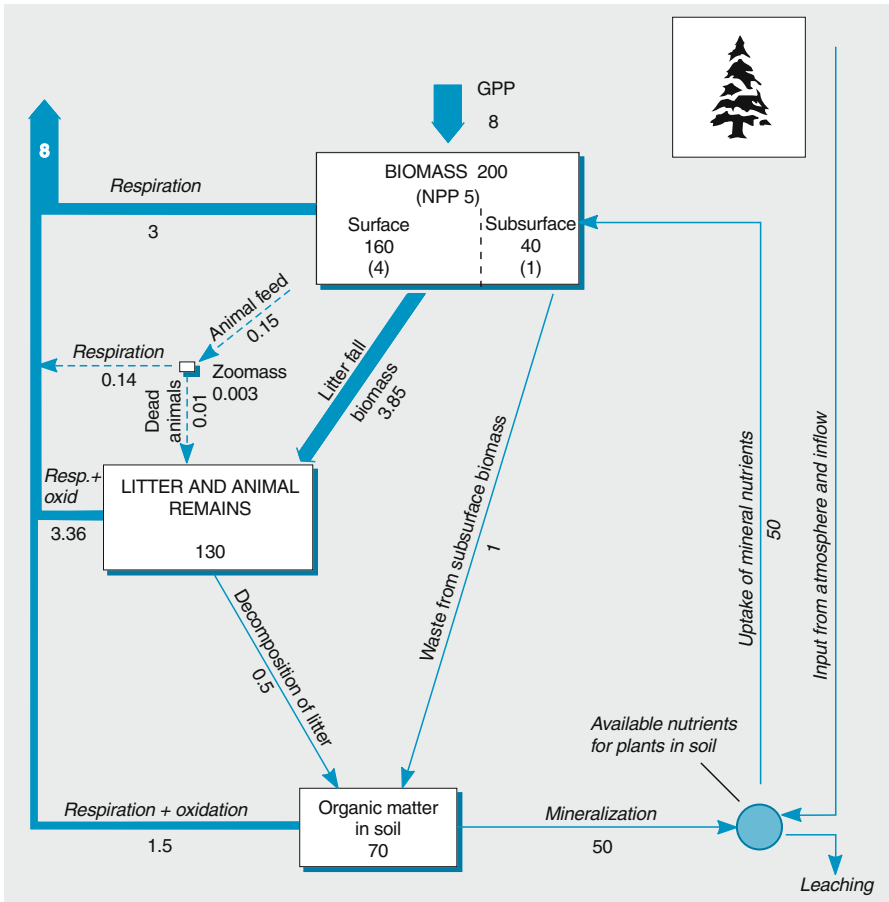 GPP
8
8
BIOMASS 200
(NPP 5)
Surface
160
(4)
Subsurface
40
(1)
Respiration
3
Animal feed
0.15
Respiration
0.14
Zoomass
0.003
Dead
animals
0.01
Litter fall
biomass
3.85
Resp.+
oxid
3.36
LITTER AND ANIMAL
REMAINS
130
Waste from subsurface biomass
1
Uptake of mineral nutrients
50
Input from atmosphere and inflow
Decomposition of litter
0.5
Available nutrients
for plants in soil
Respiration + oxidation
1.5
Organic matter
in soil
70
Mineralization
50
Leaching